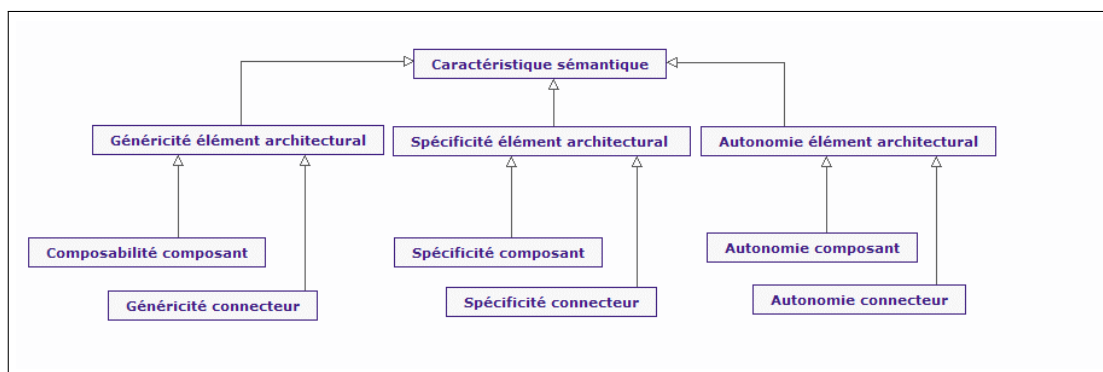 Caractéristique sémantique
Généricité élément architectural
Spécificité élément architectural
Autonomie élément architectural
Composabilité composant
Spécificité composant
Autonomie composant
Généricité connecteur
Spécificité connecteur
Autonomie connecteur